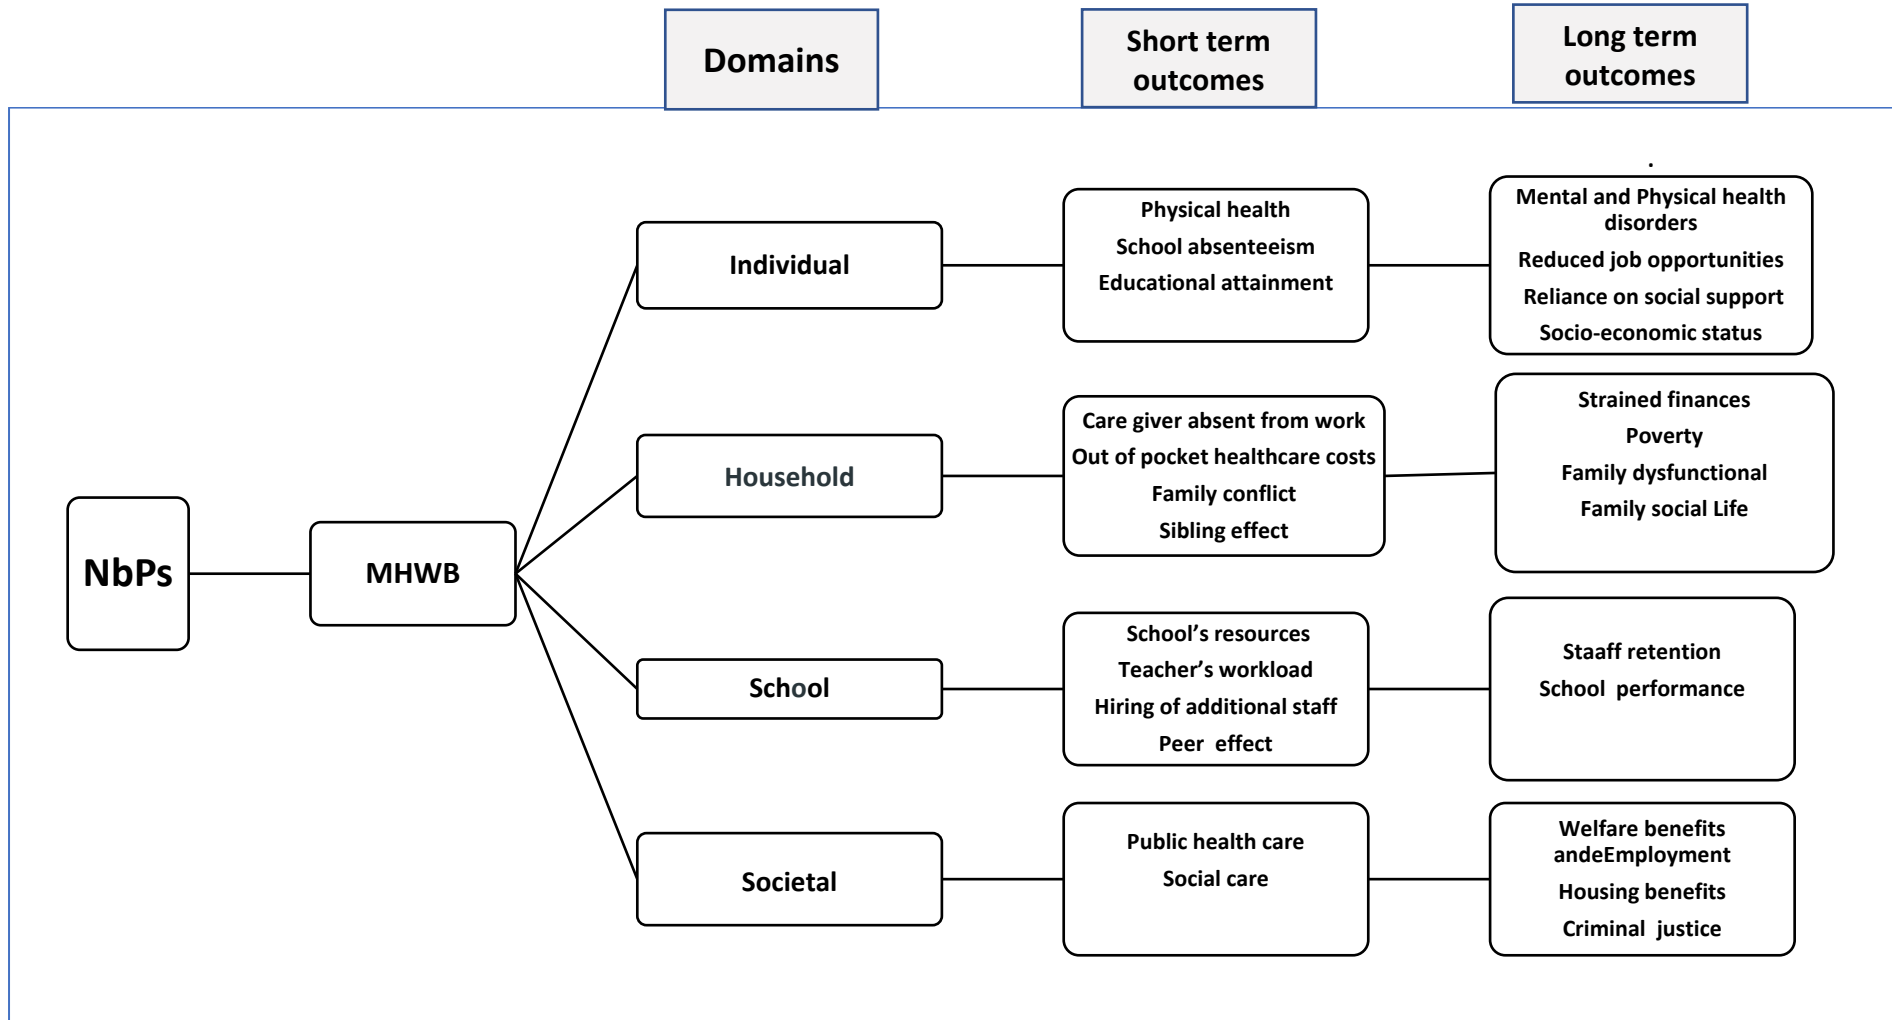 Domains
Short term
outcomes
Long term
outcomes
.
NbPs
MHWB
Individual
Physical health
School absenteeism
Educational attainment
Mental and Physical health
disorders
Reduced job opportunities
Reliance on social support
Socio-economic status
Household
Care giver absent from work
Out of pocket healthcare costs
Family conflict
Sibling effect
Strained finances
Poverty
Family dysfunctional
Family social Life
School
School’s resources
Teacher’s workload
Hiring of additional staff
Peer effect
Staaff retention
School performance
Societal
Public health care
Social care
Welfare benefits
andeEmployment
Housing benefits
Criminal justice